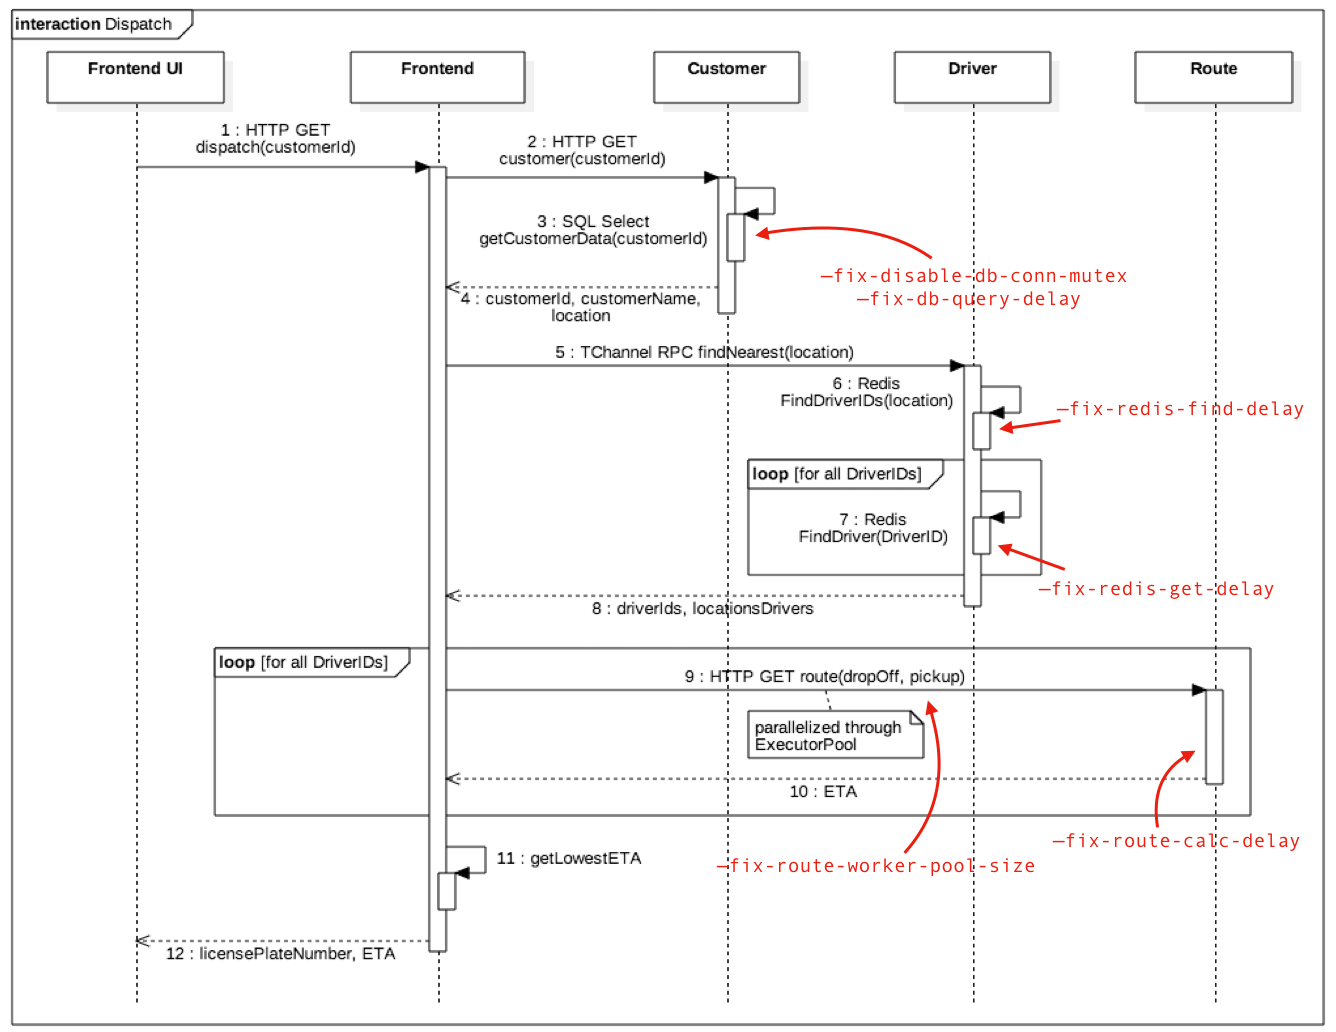 interaction Dispatch
Frontend UI
Frontend
Customer
Driver
Route
1 : HTTP GET
dispatch(customerId)
2 : HTTP GET
customer(customerId)
3 : SQL Select
getCustomerData(customerId)
—fix-disable-db-conn-mutex
—fix-db-query-delay
4 : customerId, customerName,
location
5 : TChannel RPC findNearest(location)
6 : Redis
FindDriverIDs(location)
—fix-redis-find-delay
loop [for all DriverIDs]
7 : Redis
FindDriver(DriverID)
—fix-redis-get-delay
8 : driverIds, locationsDrivers
loop [for all DriverIDs]
9 : HTTP GET route(dropOff, pickup)
parallelized through
ExecutorPool
10 : ETA
—fix-route-calc-delay
11 : getLowestETA
—fix-route-worker-pool-size
12 : licensePlateNumber, ETA